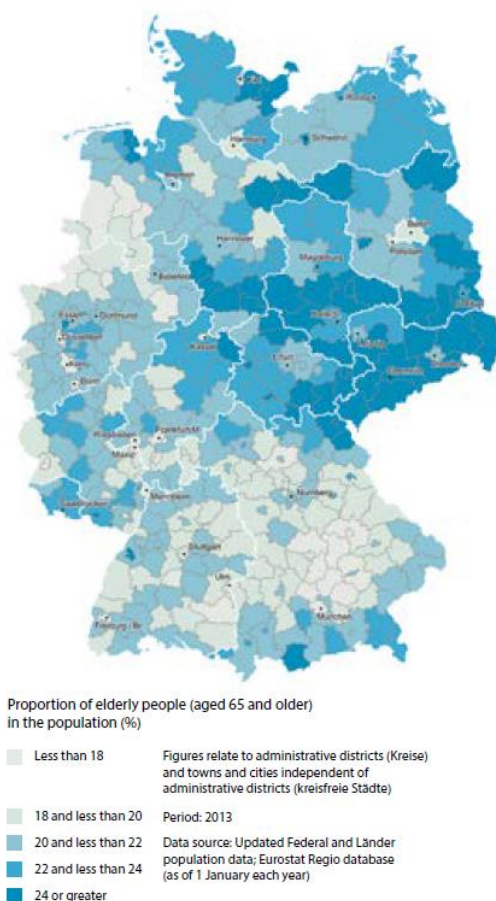 Kiel
Rostock
Schwerin
Hamburg
Bremen
Berlin
Hannover
Potsdam
Magdeburg
Bielefeld
Cottbus
Halle/S.
Essen
Dortmund
Leipzig
Düsseldorf
Kassel
Dresden
Köln
Erfurt
Chemnitz
Bonn
Wiesbaden
Frankfurt/M.
Mainz
Mannheim
Nürnberg
Saarbrücken
Stuttgart
Ulm
München
Freiburg i.Br.
Proportion of elderly people (aged 65 and older)
in the population (%)
Less than 18
Figures relate to administrative districts (Kreise)
and towns and cities independent of
administrative districts (kreisfreie Städte)
18 and less than 20
Period: 2013
20 and less than 22
Data source: Updated Federal and Länder
population data; Eurostat Regio database
(as of 1 January each year)
22 and less than 24
24 or greater